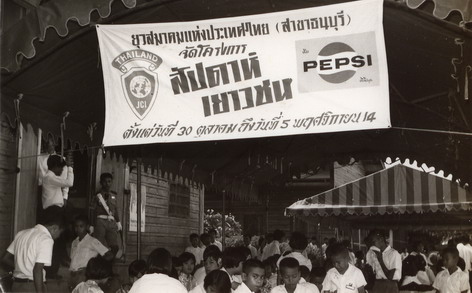 ยุวสมาคมแห่งประเทศไทย (สาขาธนบุรี)
จัดโครงการ
THAILAND
JCI
สัปดาห์
เยาวชน
PEPSI
ตั้งแต่วันที่ 30 ตุลาคม ถึงวันที่ 5 พฤศจิกายน 14